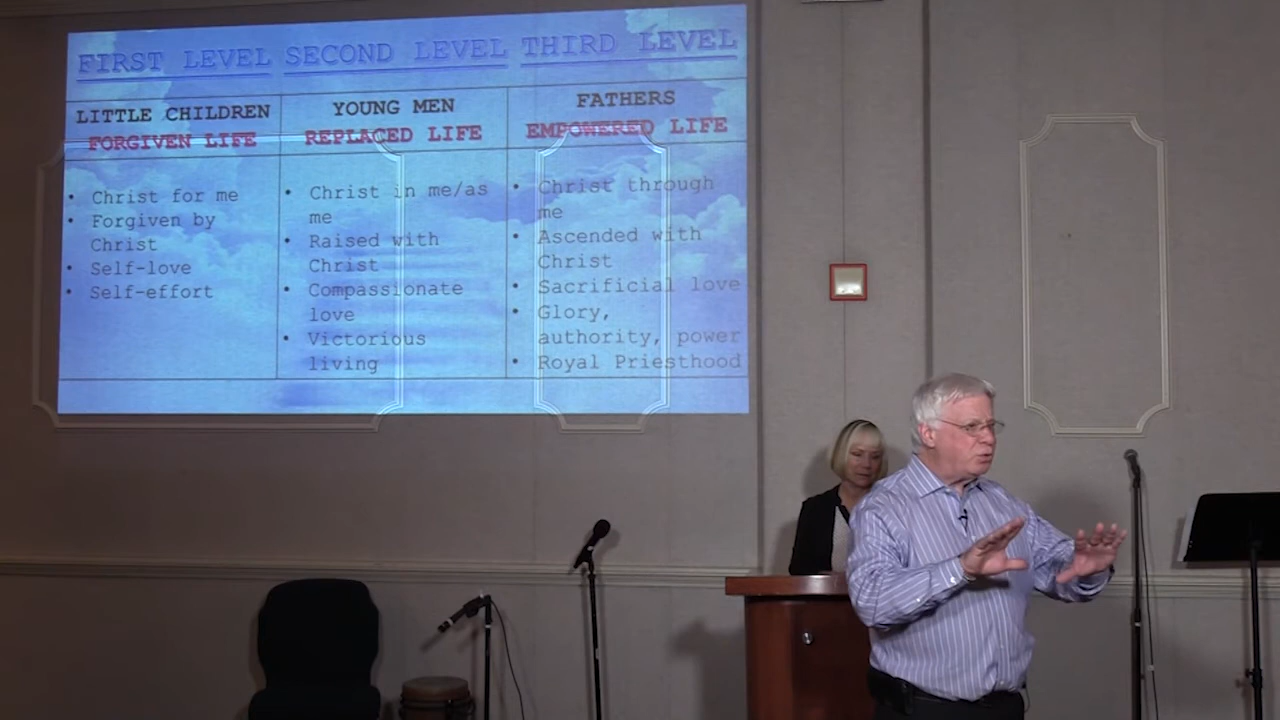 FIRST LEVEL SECOND LEVEL THIRD LEVEL
LITTLE CHILDREN
FORGIVEN LIFE
YOUNG MEN
REPLACED LIFE
FATHERS
EMPOWERED LIFE
• Christ for me
• Forgiven by
Christ
• Self-love
• Self-effort
• Christ in me/as
me
• Raised with
Christ
• Compassionate
love
• Victorious
living
• Christ through
me
• Ascended with
Christ
• Sacrificial love
• Glory,
authority, power
• Royal Priesthood